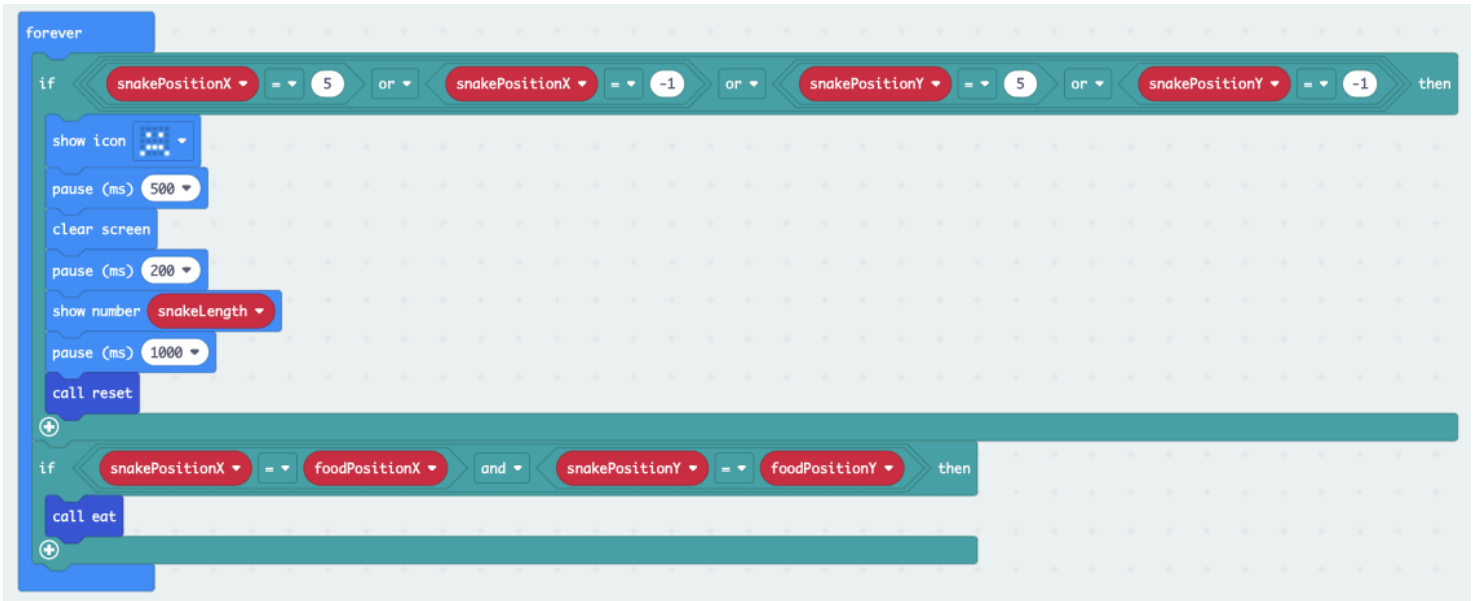 forever
if snakePositionX = 5 or snakePositionX = -1 or snakePositionY = 5 or snakePositionY = -1 then
show icon
pause (ms) 500
clear screen
pause (ms) 200
show number snakeLength
pause (ms) 1000
call reset
if snakePositionX = foodPositionX and snakePositionY = foodPositionY then
call eat